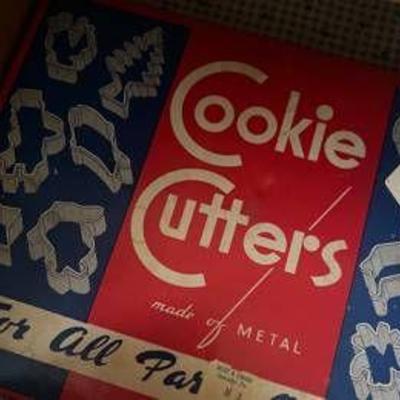 Cookie
Cutters
made of METAL
For All Par